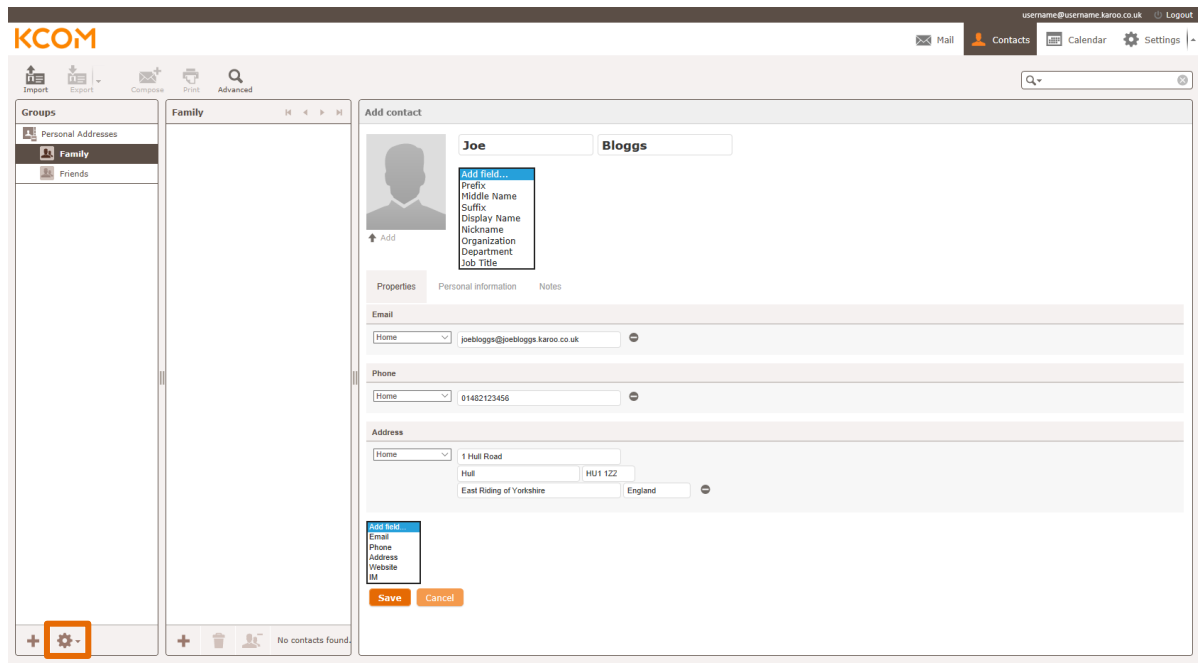 username@username.karoo.co.uk Logout
KCOM
Mail Contacts Calendar Settings
Import Export Compose Print Advanced
Groups
Personal Addresses
Family
Friends
Family
No contacts found.
Add contact
Joe Bloggs
Add field...
Prefix
Middle Name
Suffix
Display Name
Nickname
Organization
Department
Job Title
Add
Properties Personal information Notes
Email
Home joebloggs@joebloggs.karoo.co.uk
Phone
Home 01482123456
Address
Home 1 Hull Road
Hull HU1 1ZZ
East Riding of Yorkshire England
Add field...
Email
Phone
Address
Website
IM
Save Cancel